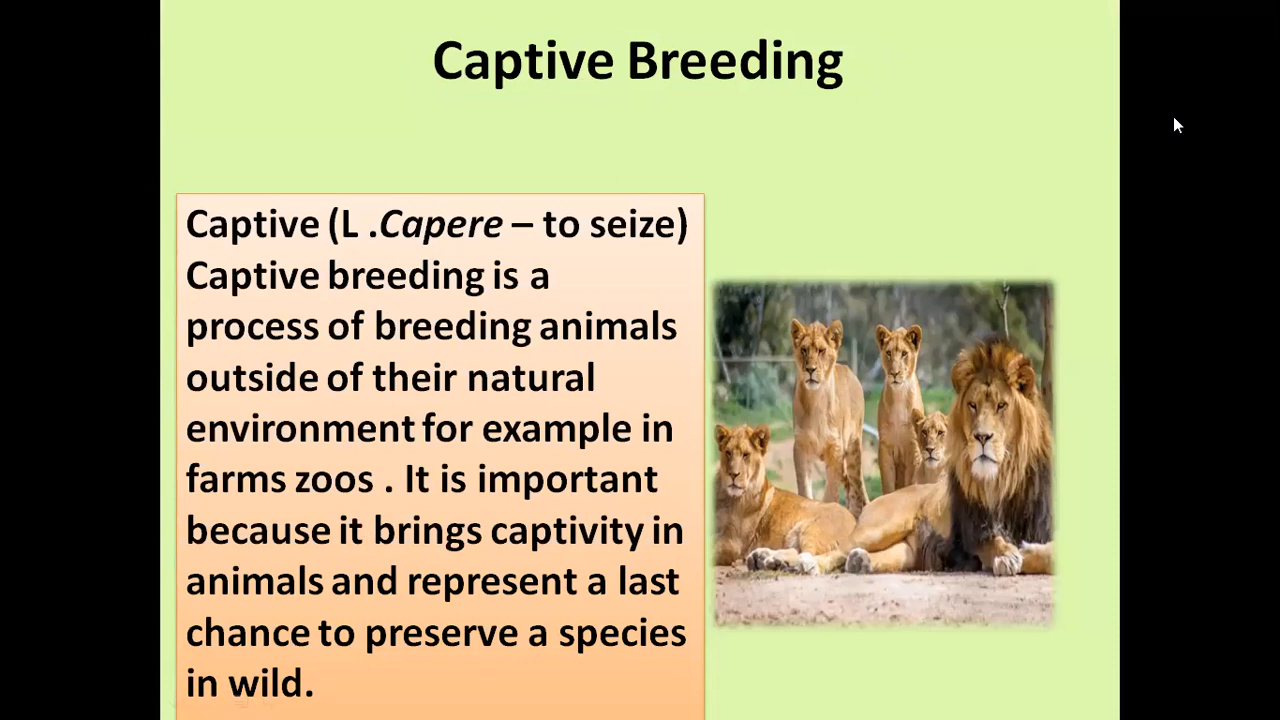 Captive Breeding
Captive (L .Capere – to seize)
Captive breeding is a
process of breeding animals
outside of their natural
environment for example in
farms zoos . It is important
because it brings captivity in
animals and represent a last
chance to preserve a species
in wild.